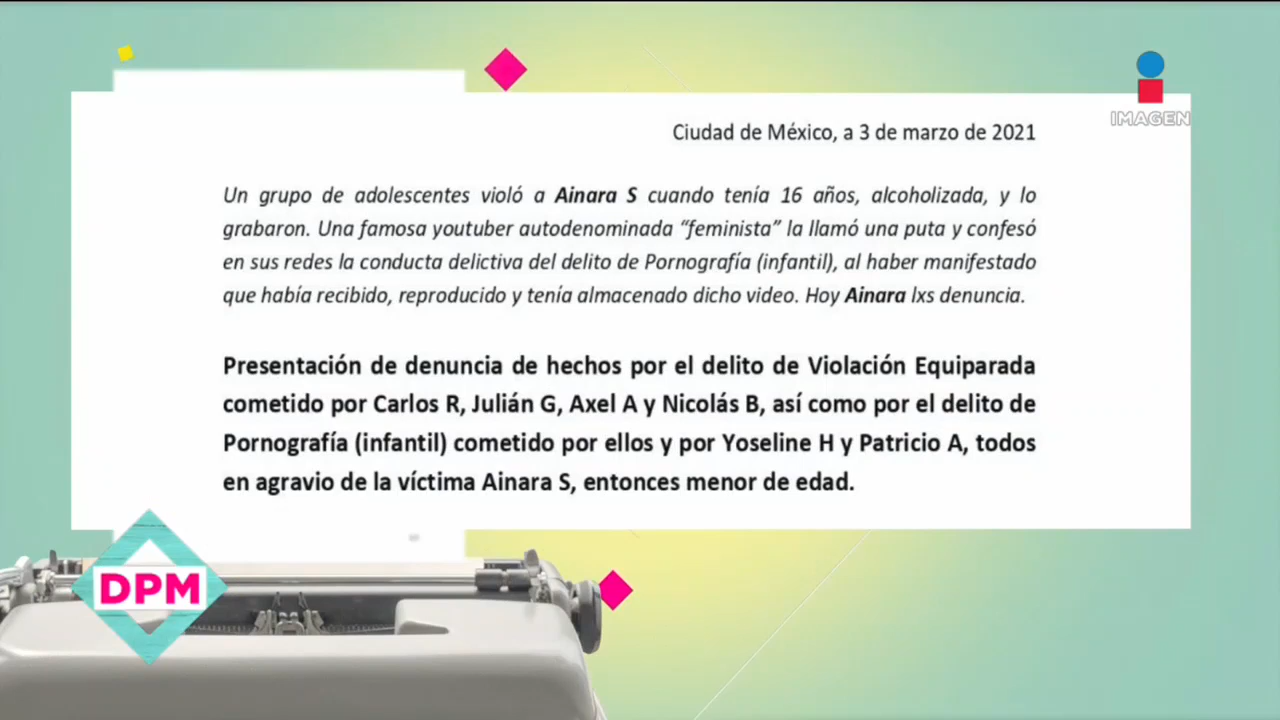 IMAGEN
Ciudad de México, a 3 de marzo de 2021
Un grupo de adolescentes violó a Ainara S cuando tenía 16 años, alcoholizada, y lo
grabaron. Una famosa youtuber autodenominada “feminista” la llamó una puta y confesó
en sus redes la conducta delictiva del delito de Pornografía (infantil), al haber manifestado
que había recibido, reproducido y tenía almacenado dicho video. Hoy Ainara lxs denuncia.
Presentación de denuncia de hechos por el delito de Violación Equiparada
cometido por Carlos R, Julián G, Axel A y Nicolás B, así como por el delito de
Pornografía (infantil) cometido por ellos y por Yoseline H y Patricio A, todos
en agravio de la víctima Ainara S, entonces menor de edad.
DPM